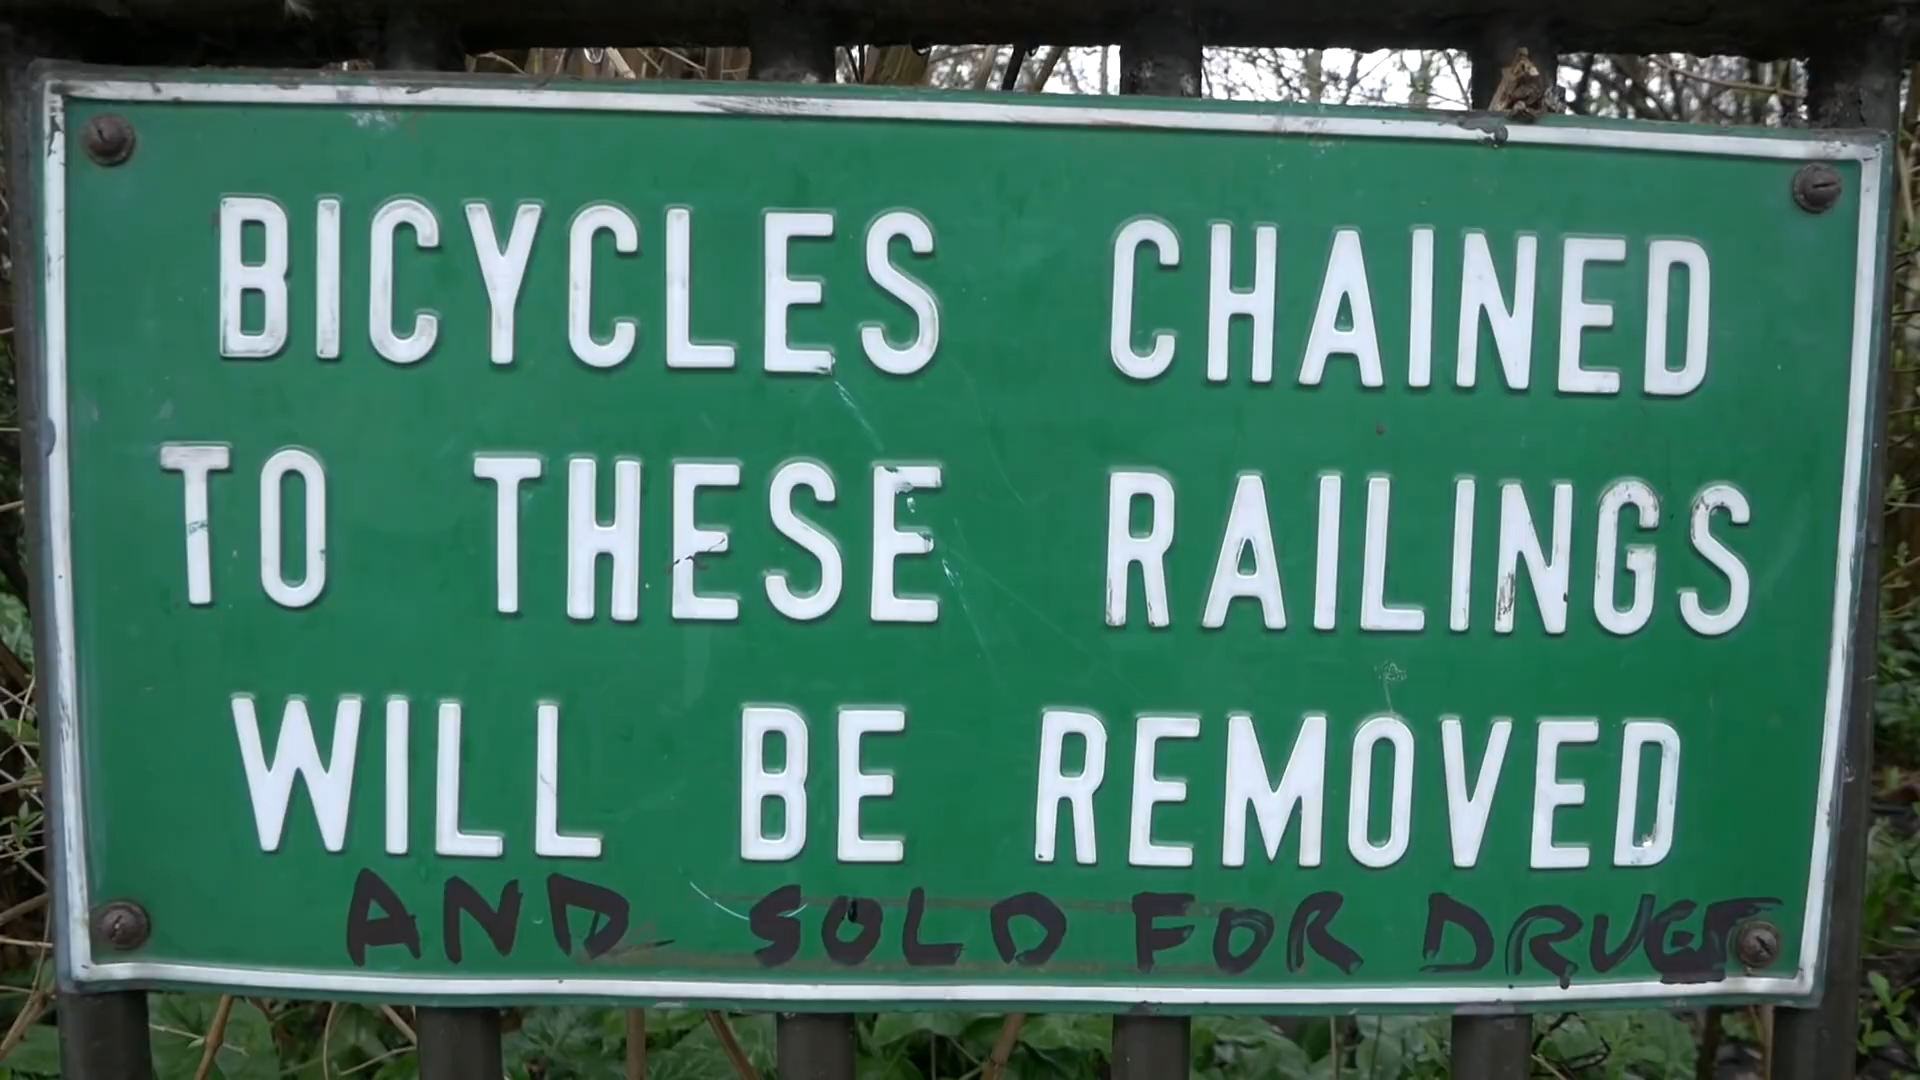 BICYCLES CHAINED
TO THESE RAILINGS
WILL BE REMOVED
AND SOLD FOR DRUGS